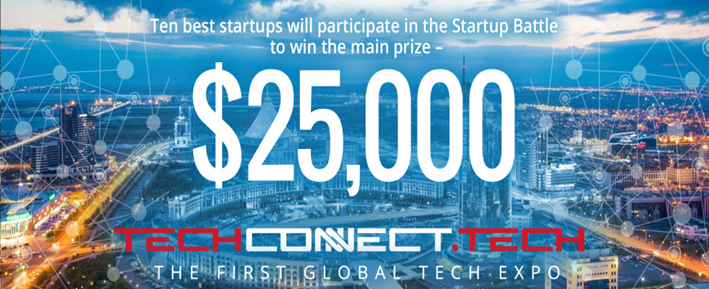 Ten best startups will participate in the Startup Battle
to win the main prize –
$25,000
TECHCONNECT.TECH
THE FIRST GLOBAL TECH EXPO